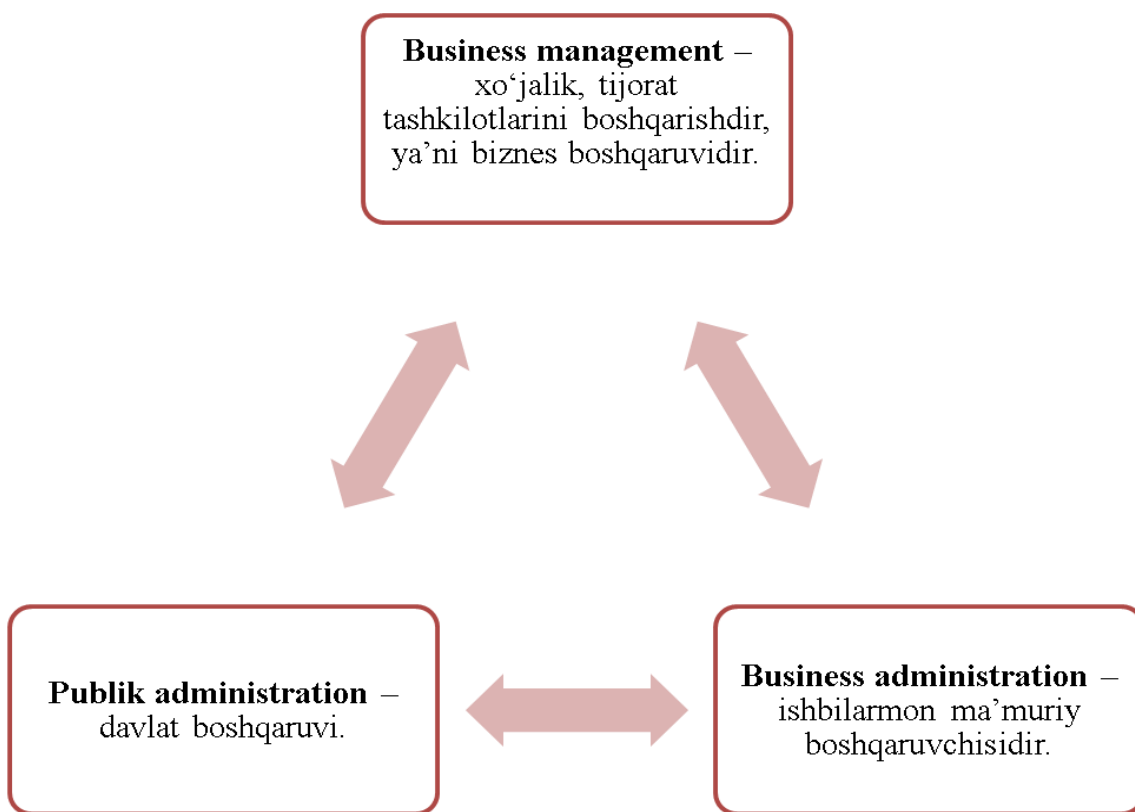 Business management –
xo‘jalik, tijorat
tashkilotlarini boshqarishdir,
ya’ni biznes boshqaruvidir.
Publik administration –
davlat boshqaruvi.
Business administration –
ishbilarmon ma’muriy
boshqaruvchisidir.